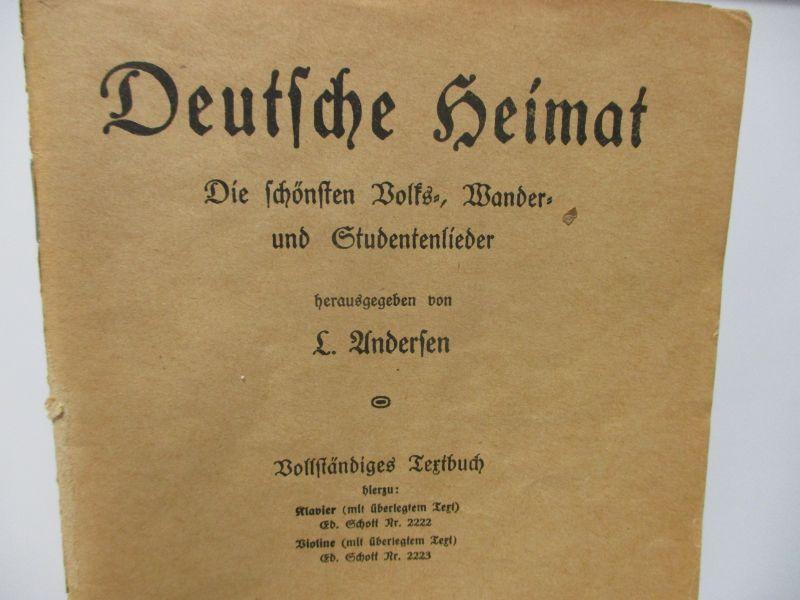 Deutſche Heimat
Die ſchönſten Volks-, Wander-
und Studentenlieder
herausgegeben von
L. Anderſen
Vollſtändiges Textbuch
hierzu:
Klavier (mit überlegtem Text)
Ed. Schott Nr. 2222
Violine (mit überlegtem Text)
Ed. Schott Nr. 2223